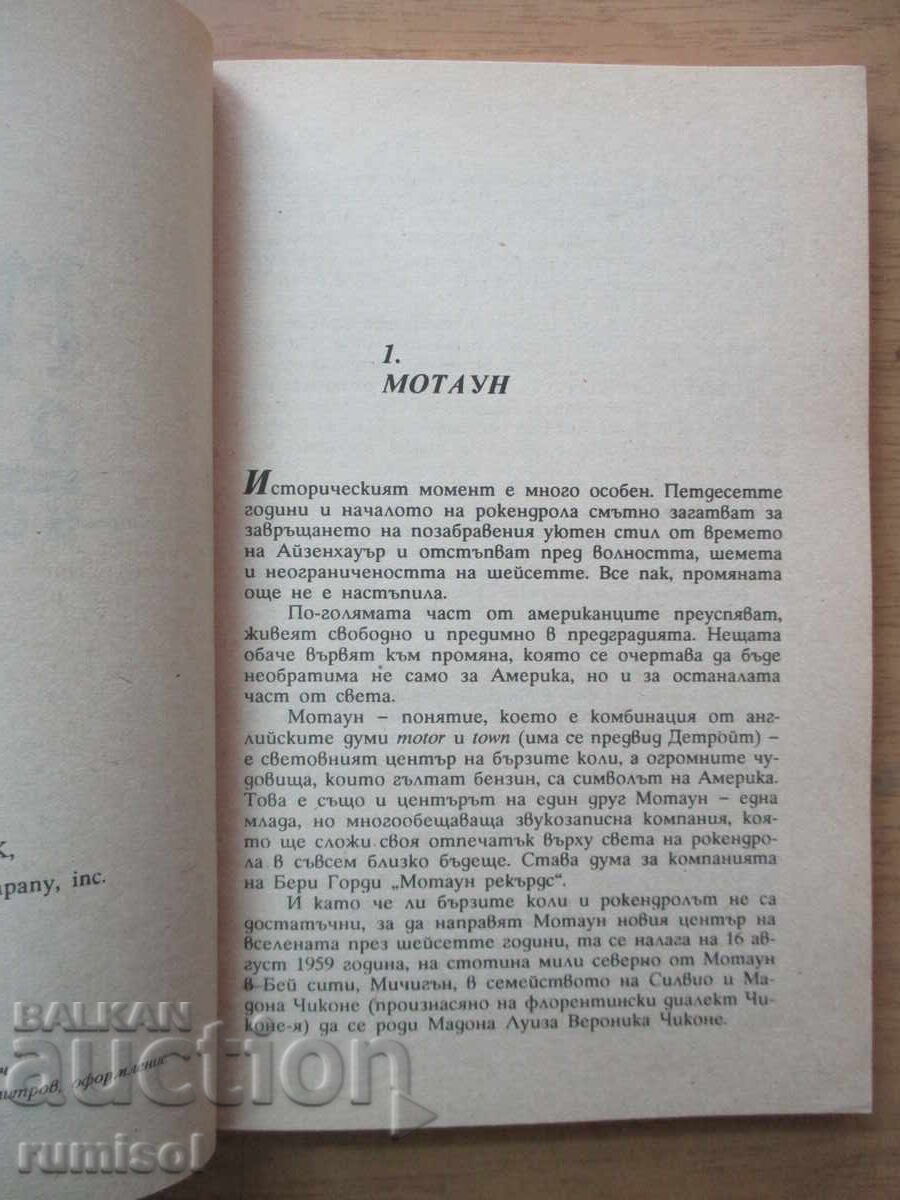 1.
МОТАУН
Историческият момент е много особен. Петдесетте
години и началото на рокендрола смътно загатват за
завръщането на позабравения уютен стил от времето
на Айзенхауър и отстъпват пред волността, шемета
и неограничеността на шейсетте. Все пак, промяната
още не е настъпила.
По-голямата част от американците преуспяват,
живеят свободно и предимно в предградията. Нещата
обаче вървят към промяна, която се очертава да бъде
необратима не само за Америка, но и за останалата
част от света.
Мотаун – понятие, което е комбинация от анг-
лийските думи motor и town (има се предвид Детройт) –
е световният център на бързите коли, а огромните чу-
довища, които гълтат бензин, са символът на Америка.
Това е също и центърът на един друг Мотаун – една
млада, но многообещаваща звукозаписна компания, коя-
то ще сложи своя отпечатък върху света на рокендро-
ла в съвсем близко бъдеще. Става дума за компанията
на Бери Горди „Мотаун рекърдс“.
И като че ли бързите коли и рокендролът не са
достатъчни, за да направят Мотаун новия център на
вселената през шейсетте години, та се налага на 16 ав-
густ 1959 година, на стотина мили северно от Мотаун
в Бей сити, Мичигън, в семейството на Силвио и Ма-
дона Чиконе (произнасяно на флорентински диалект Чи-
коне-я) да се роди Мадона Луиза Вероника Чиконе.
K,
mpany, inc.
оформление
BALKAN
auction
rumisol